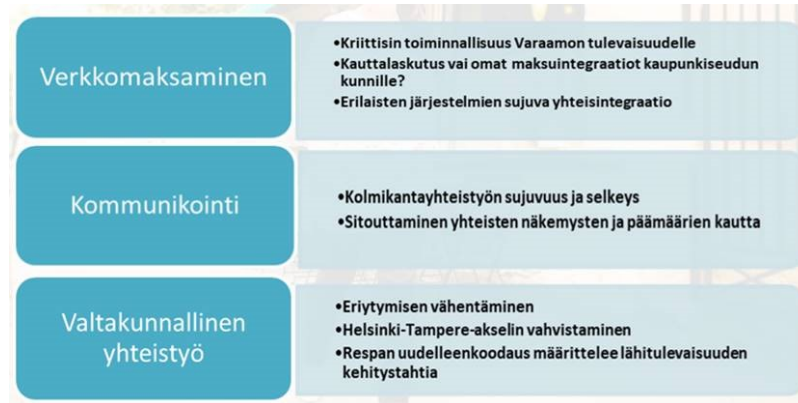 Verkkomaksaminen
•Kriittisin toiminnallisuus Varaamon tulevaisuudelle
•Kauttalaskutus vai omat maksuintegraatiot kaupunkiseudun
kunnille?
•Erilaisten järjestelmien sujuva yhteisintegraatio
Kommunikointi
•Kolmikantayhteistyön sujuvuus ja selkeys
•Sitouttaminen yhteisten näkemysten ja päämäärien kautta
Valtakunnallinen
yhteistyö
•Eriytymisen vähentäminen
•Helsinki-Tampere-akselin vahvistaminen
•Respan uudelleenkoodaus määrittelee lähitulevaisuuden
kehitystahtia